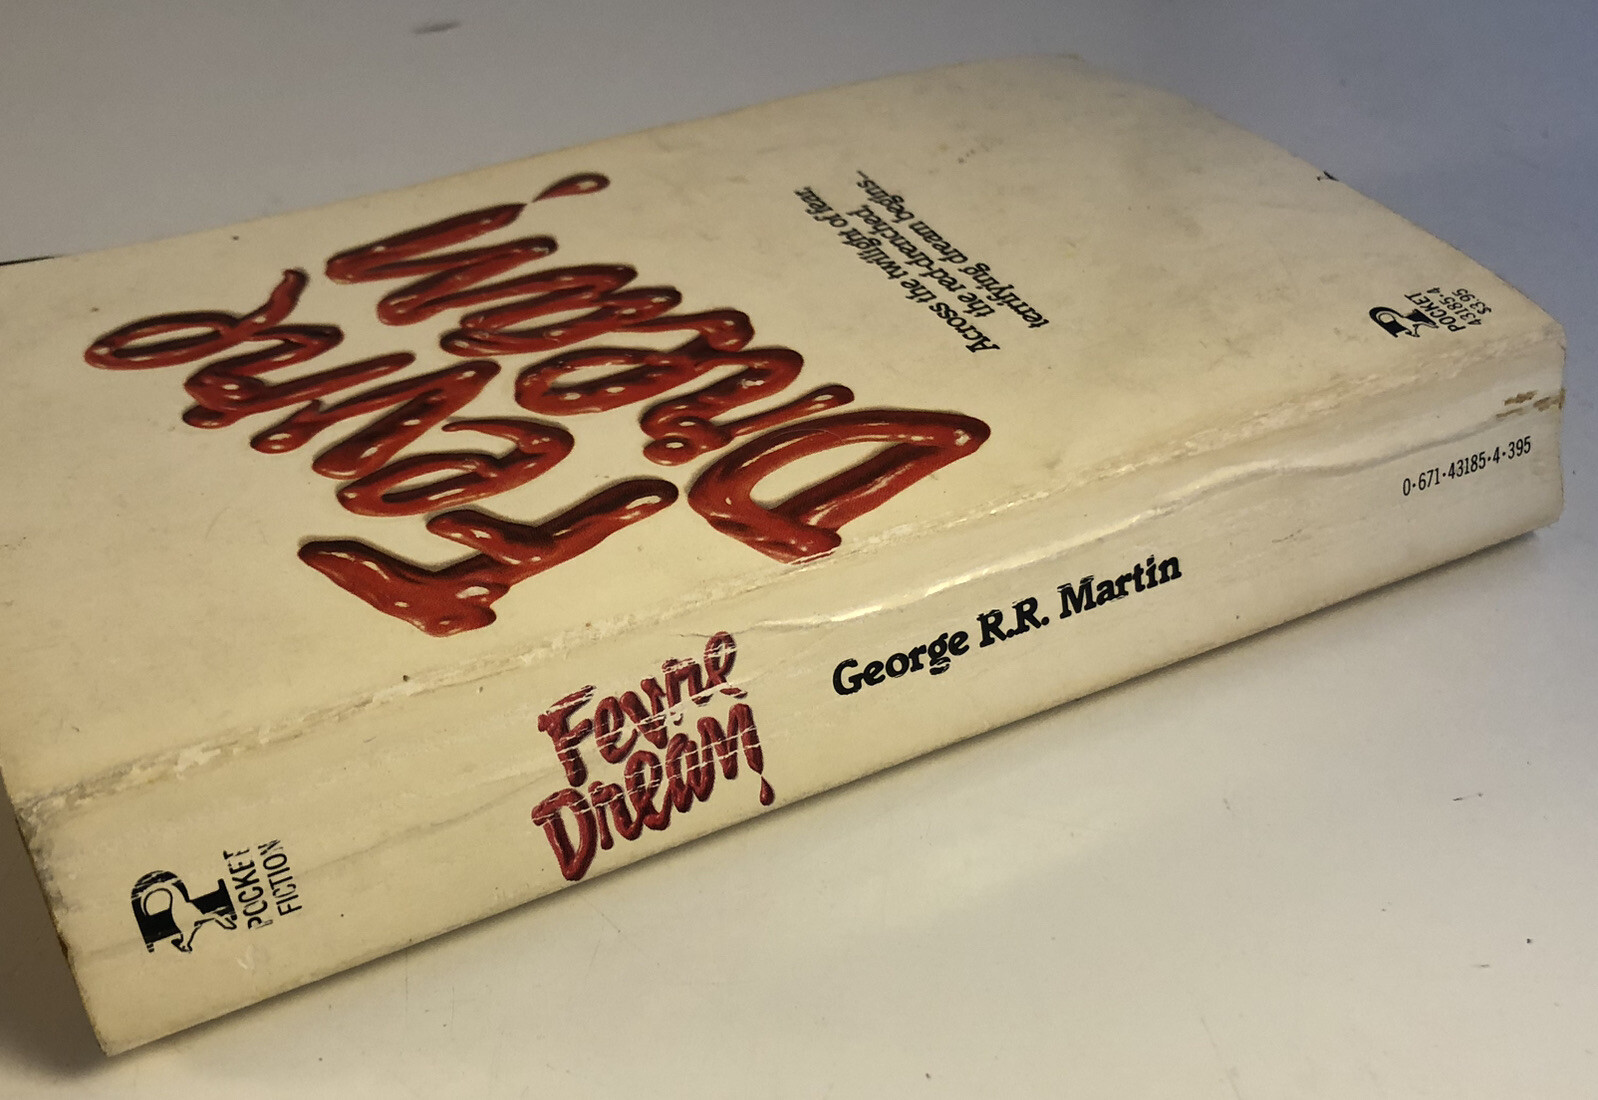 Across the twilight of fear,
the red-drenched,
terrifying dream begins...
Fevre
Dream
POCKET
43185-4
$3.95
POCKET
FICTION
Fevre
Dream
George R.R. Martin
0·671·43185·4·395